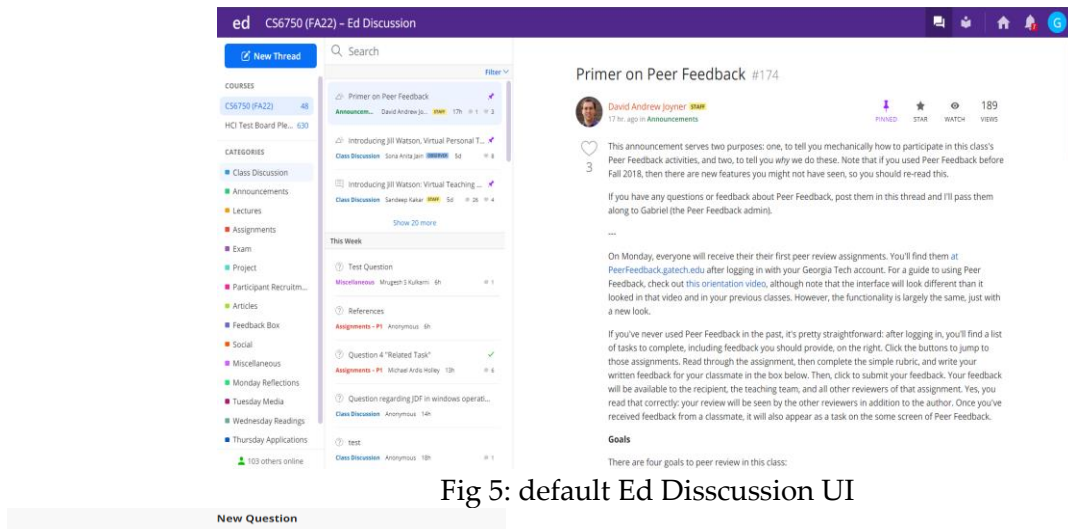 ed CS6750 (FA22) – Ed Discussion
G
New Thread
COURSES
CS6750 (FA22) 48
HCI Test Board Ple... 630
CATEGORIES
Class Discussion
Announcements
Lectures
Assignments
Exam
Project
Participant Recruitm...
Articles
Feedback Box
Social
Miscellaneous
Monday Reflections
Tuesday Media
Wednesday Readings
Thursday Applications
103 others online
Search
Filter
Primer on Peer Feedback
Announcem... David Andrew Jo... STAFF 17h 1 3
Introducing Jill Watson, Virtual Personal T...
Class Discussion Sona Anita Jain OBSERVER 5d 8
Introducing Jill Watson: Virtual Teaching ...
Class Discussion Sandeep Kakar STAFF 5d 26 4
Show 20 more
This Week
Test Question
Miscellaneous Mrugesh S Kulkarni 6h 1
References
Assignments – P1 Anonymous 6h
Question 4 "Related Task"
Assignments – P1 Michael Ardis Holley 13h 6
Question regarding JDF in windows operati...
Class Discussion Anonymous 14h
test
Class Discussion Anonymous 18h 1
Primer on Peer Feedback #174
David Andrew Joyner STAFF
17 hr. ago in Announcements
PINNED STAR WATCH 189 VIEWS
3
This announcement serves two purposes: one, to tell you mechanically how to participate in this class's
Peer Feedback activities, and two, to tell you why we do these. Note that if you used Peer Feedback before
Fall 2018, then there are new features you might not have seen, so you should re-read this.
If you have any questions or feedback about Peer Feedback, post them in this thread and I'll pass them
along to Gabriel (the Peer Feedback admin).
---
On Monday, everyone will receive their their first peer review assignments. You'll find them at
PeerFeedback.gatech.edu after logging in with your Georgia Tech account. For a guide to using Peer
Feedback, check out this orientation video, although note that the interface will look different than it
looked in that video and in your previous classes. However, the functionality is largely the same, just with
a new look.
If you've never used Peer Feedback in the past, it's pretty straightforward: after logging in, you'll find a list
of tasks to complete, including feedback you should provide, on the right. Click the buttons to jump to
those assignments. Read through the assignment, then complete the simple rubric, and write your
written feedback for your classmate in the box below. Then, click to submit your feedback. Your feedback
will be available to the recipient, the teaching team, and all other reviewers of that assignment. Yes, you
read that correctly: your review will be seen by the other reviewers in addition to the author. Once you've
received feedback from a classmate, it will also appear as a task on the some screen of Peer Feedback.
Goals
There are four goals to peer review in this class:
Fig 5: default Ed Disscussion UI
New Question